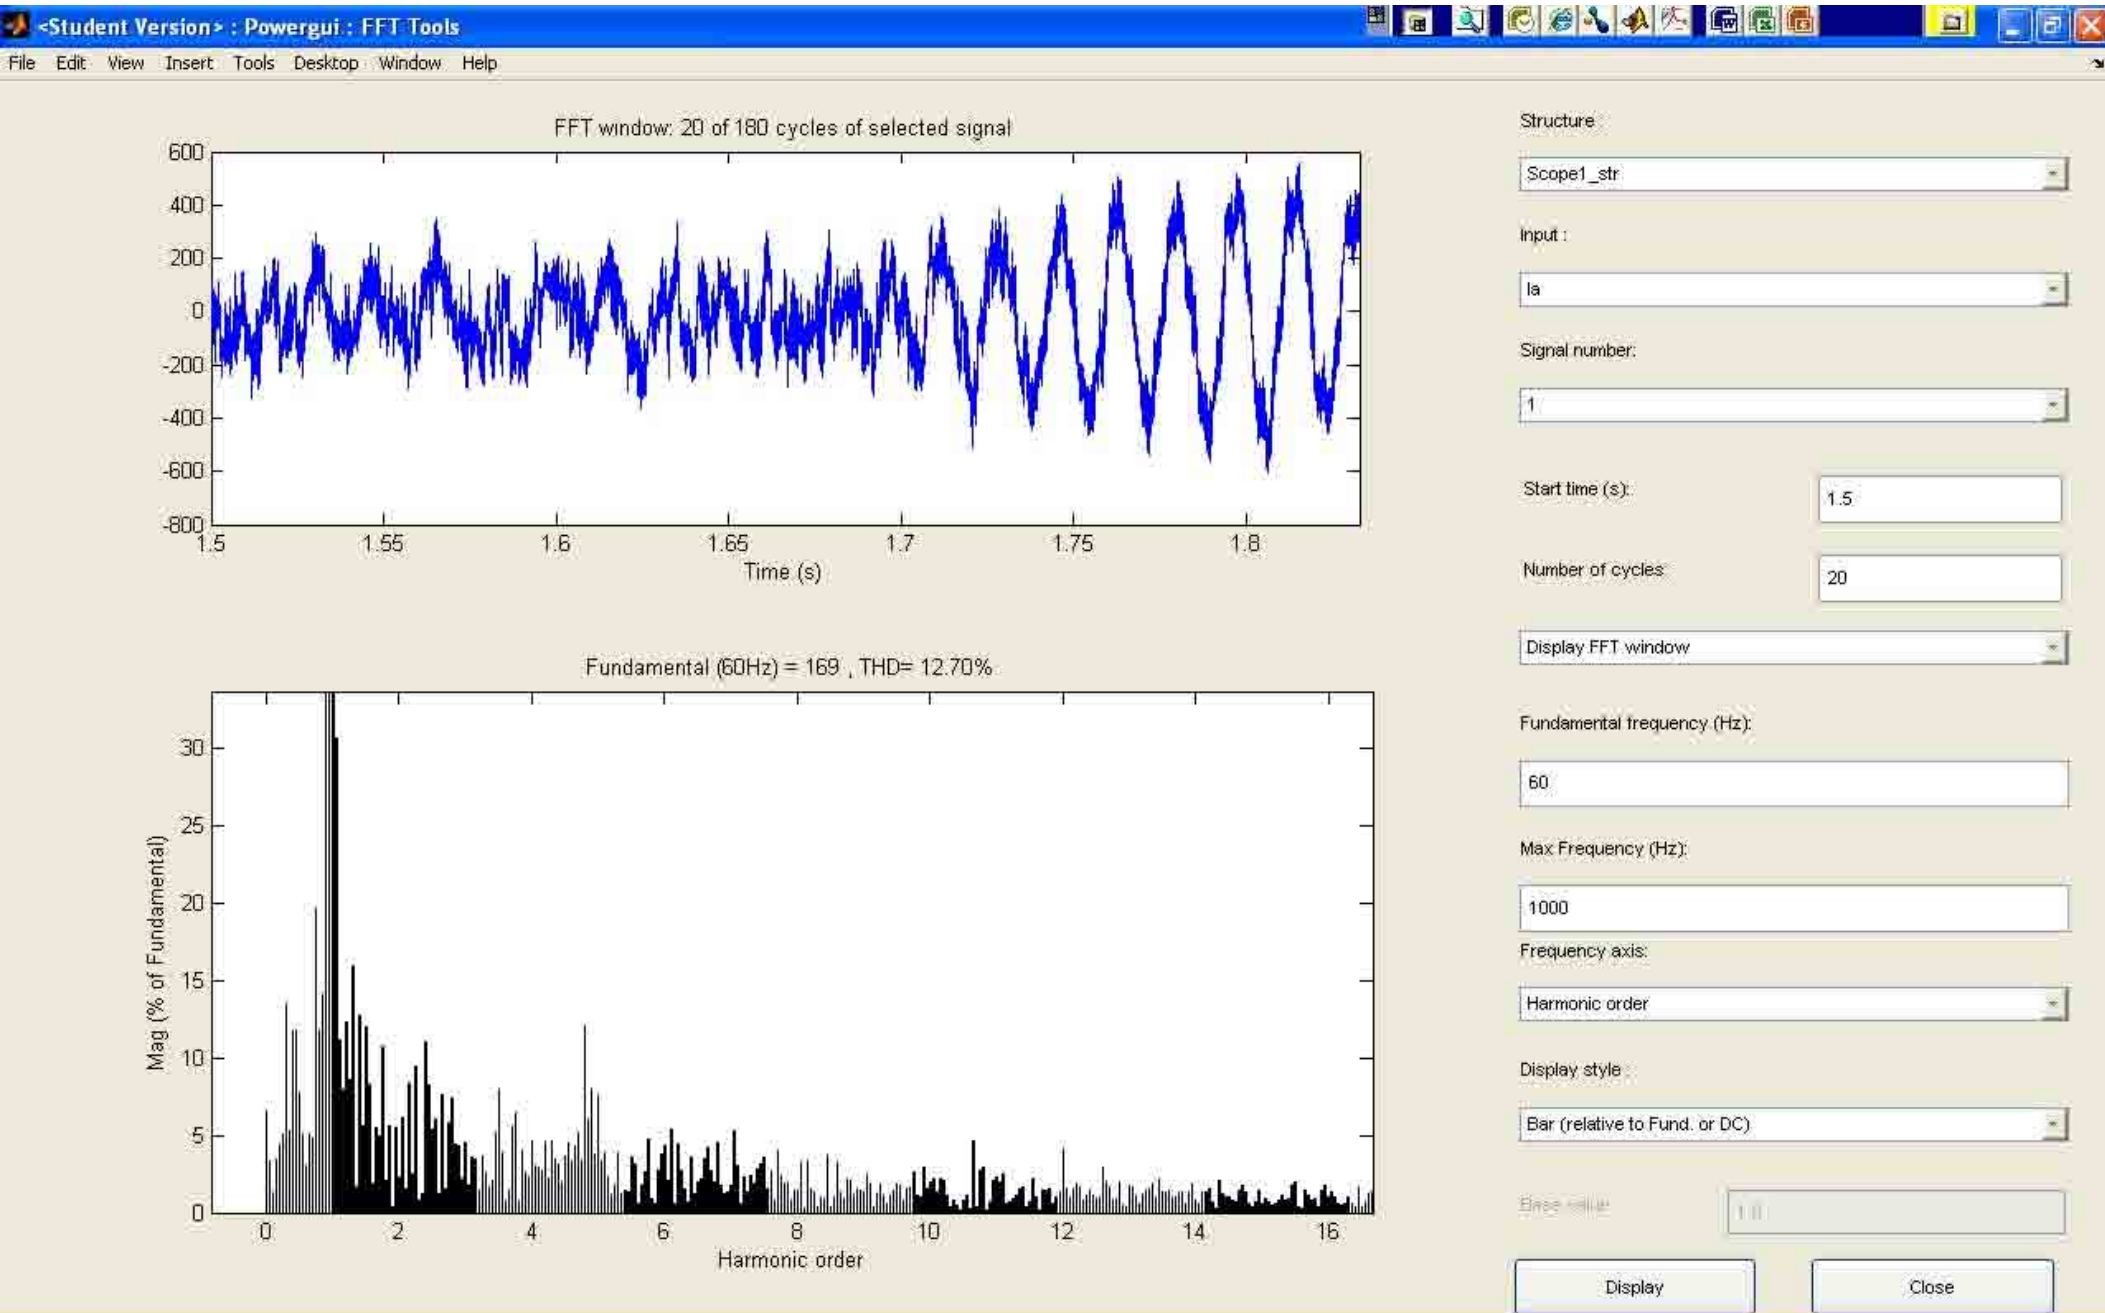 <Student Version> : Powergui : FFT Tools
File Edit View Insert Tools Desktop Window Help
FFT window: 20 of 180 cycles of selected signal
600
400
200
0
-200
-400
-600
-800
1.5 1.55 1.6 1.65 1.7 1.75 1.8
Time (s)
Fundamental (60Hz) = 169 , THD= 12.70%
Mag (% of Fundamental)
30
25
20
15
10
5
0
0 2 4 6 8 10 12 14 16
Harmonic order
Structure :
Scope1_str
Input :
Ia
Signal number:
1
Start time (s):
1.5
Number of cycles:
20
Display FFT window
Fundamental frequency (Hz):
60
Max Frequency (Hz):
1000
Frequency axis:
Harmonic order
Display style :
Bar (relative to Fund. or DC)
Base value:
1.0
Display
Close